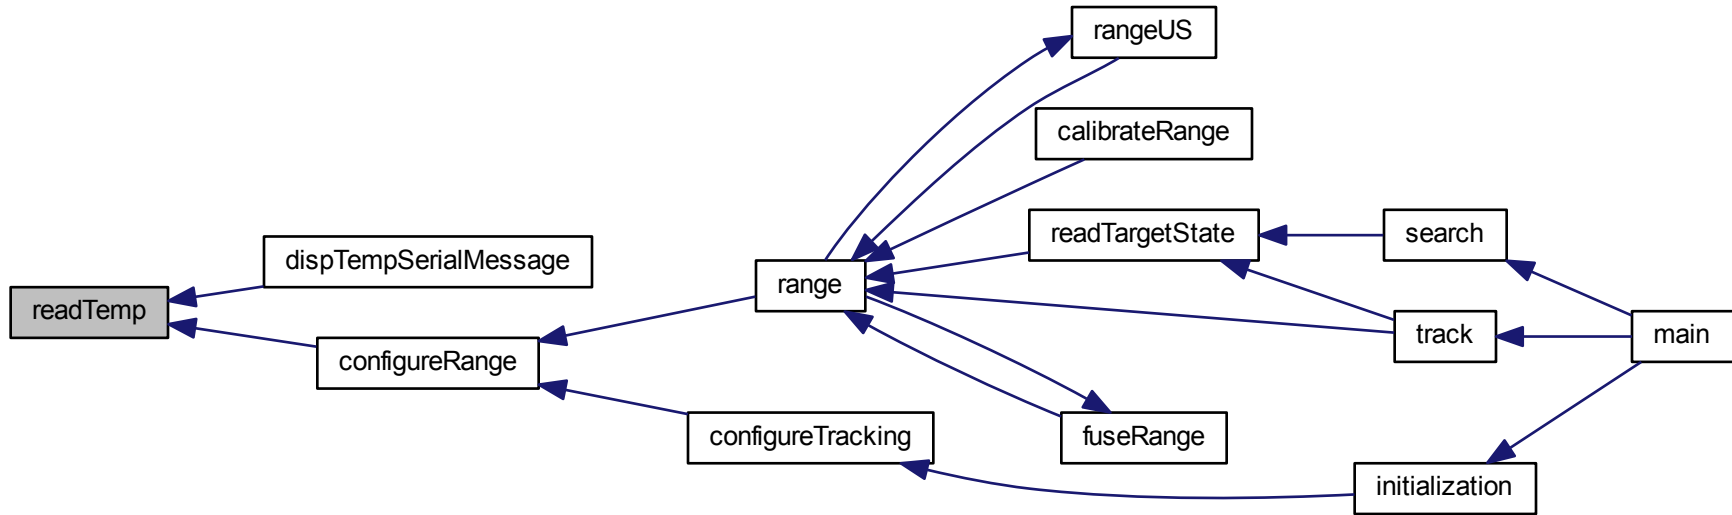 rangeUS
calibrateRange
readTargetState
search
dispTempSerialMessage
range
readTemp
track
main
configureRange
configureTracking
fuseRange
initialization